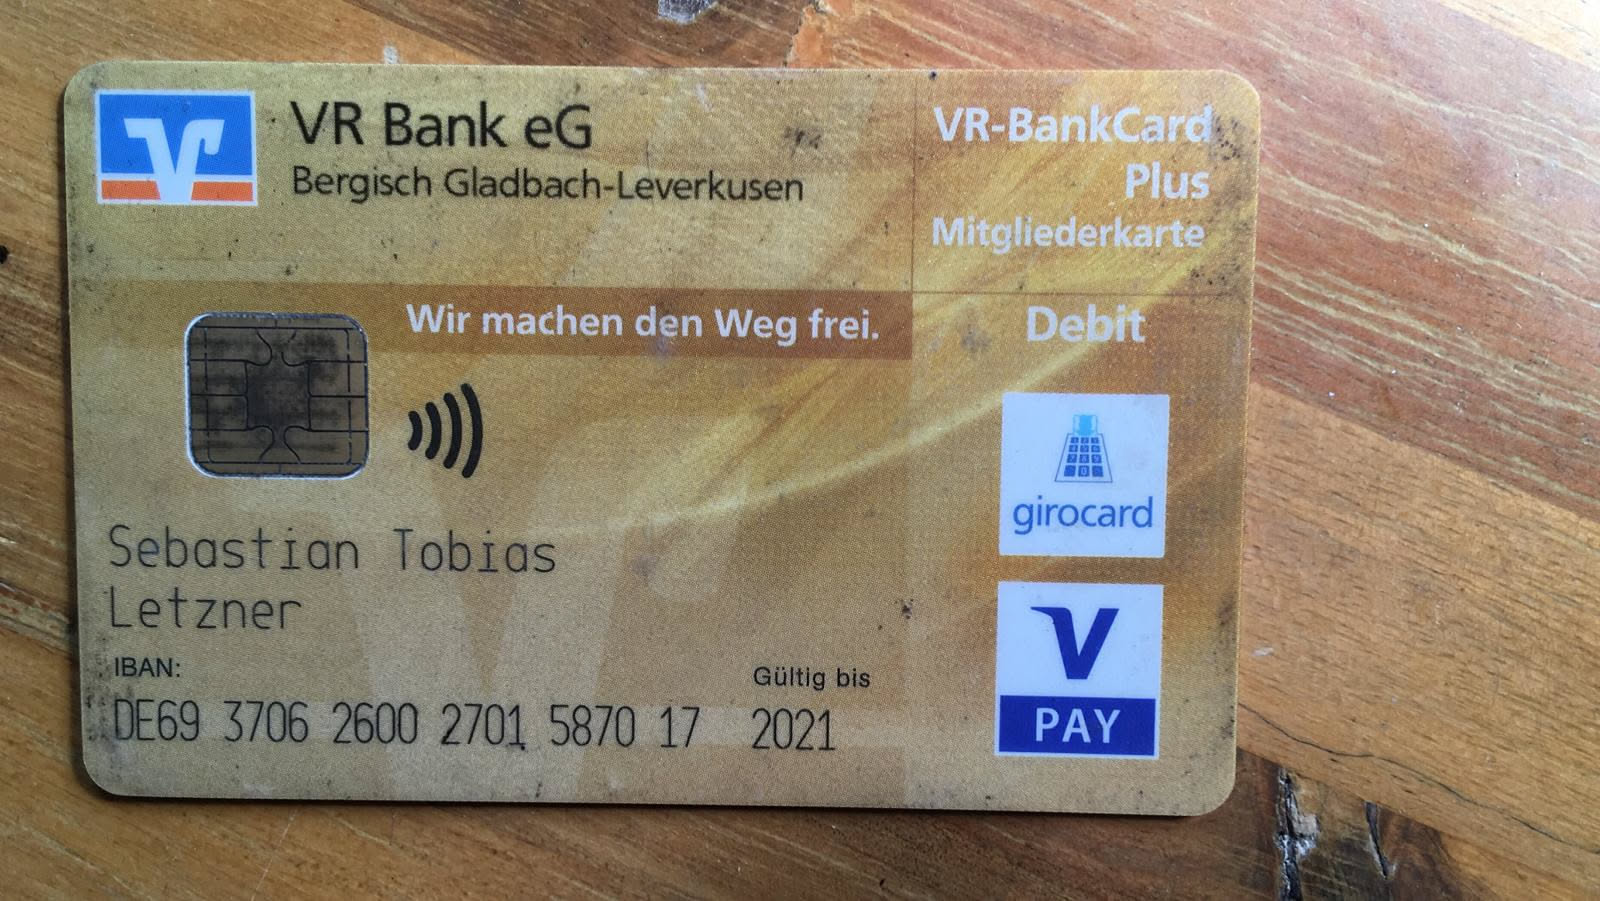 VR Bank eG
Bergisch Gladbach-Leverkusen
VR-BankCard
Plus
Mitgliederkarte
Wir machen den Weg frei.
Debit
girocard
Sebastian Tobias
Letzner
IBAN:
DE69 3706 2600 2701 5870 17
Gültig bis
2021
V
PAY